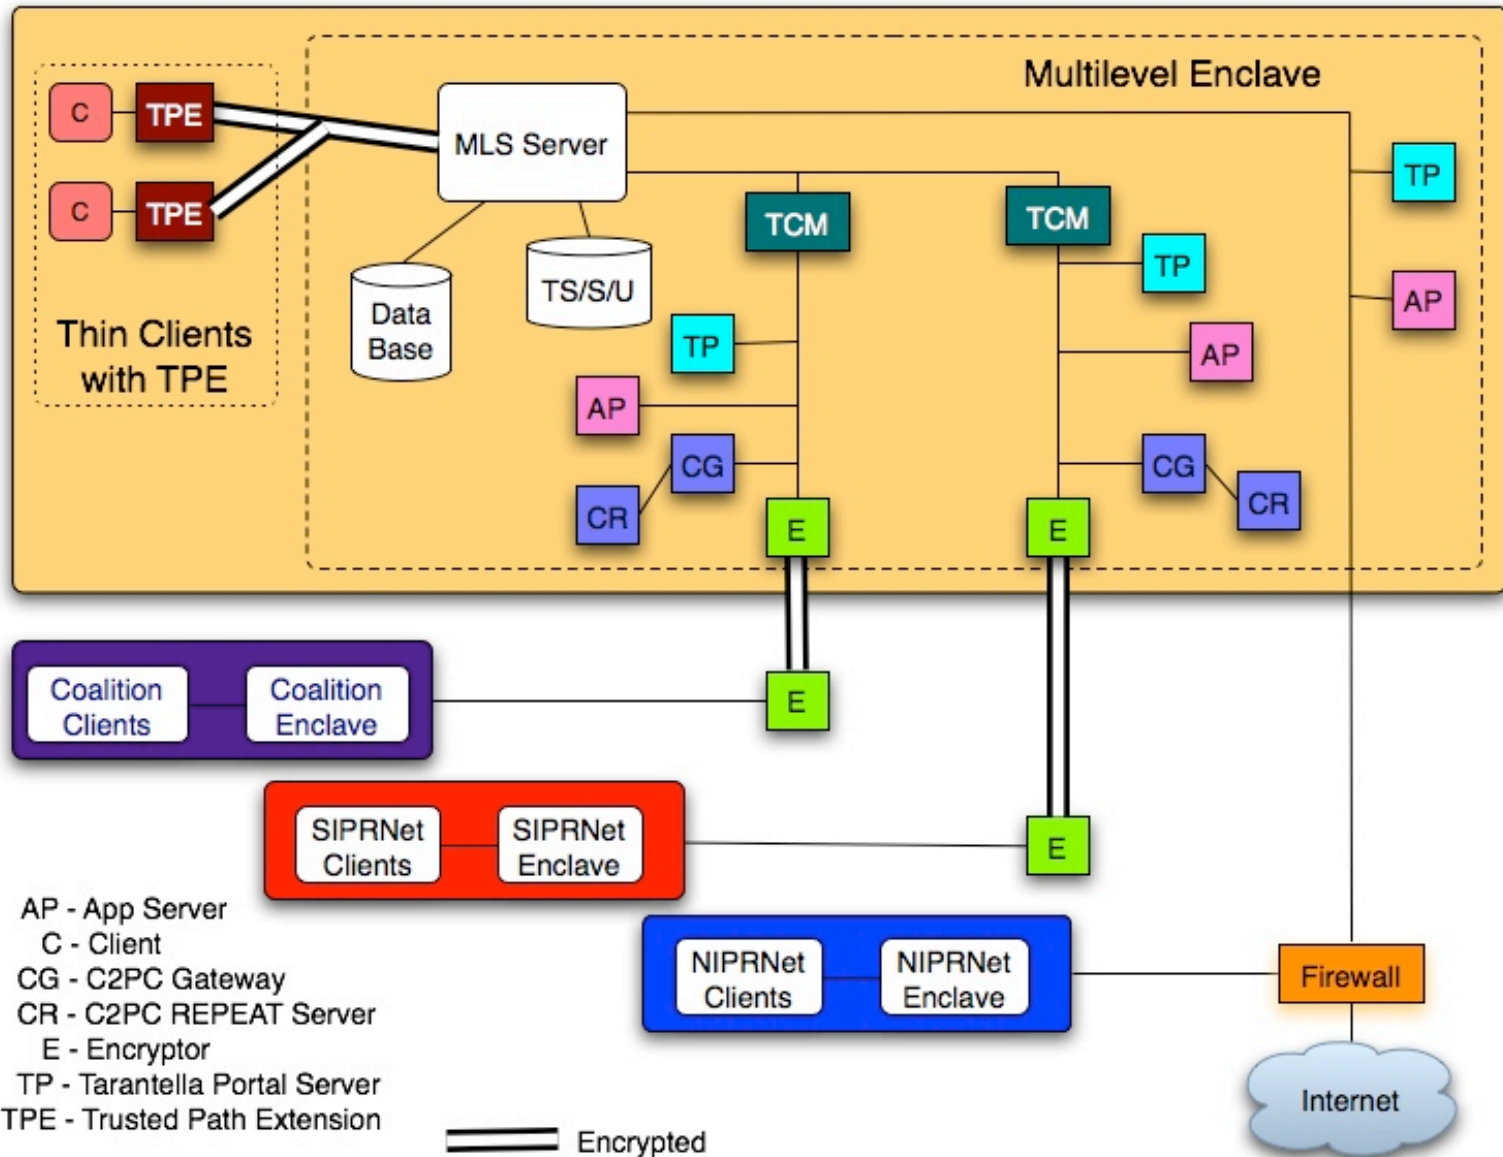 Multilevel Enclave
C
TPE
C
TPE
Thin Clients
with TPE
MLS Server
Data
Base
TS/S/U
TCM
TP
AP
CG
CR
E
TCM
TP
AP
CG
CR
E
TP
AP
Coalition
Clients
Coalition
Enclave
E
SIPRNet
Clients
SIPRNet
Enclave
E
NIPRNet
Clients
NIPRNet
Enclave
Firewall
Internet
AP - App Server
C - Client
CG - C2PC Gateway
CR - C2PC REPEAT Server
E - Encryptor
TP - Tarantella Portal Server
TPE - Trusted Path Extension
Encrypted